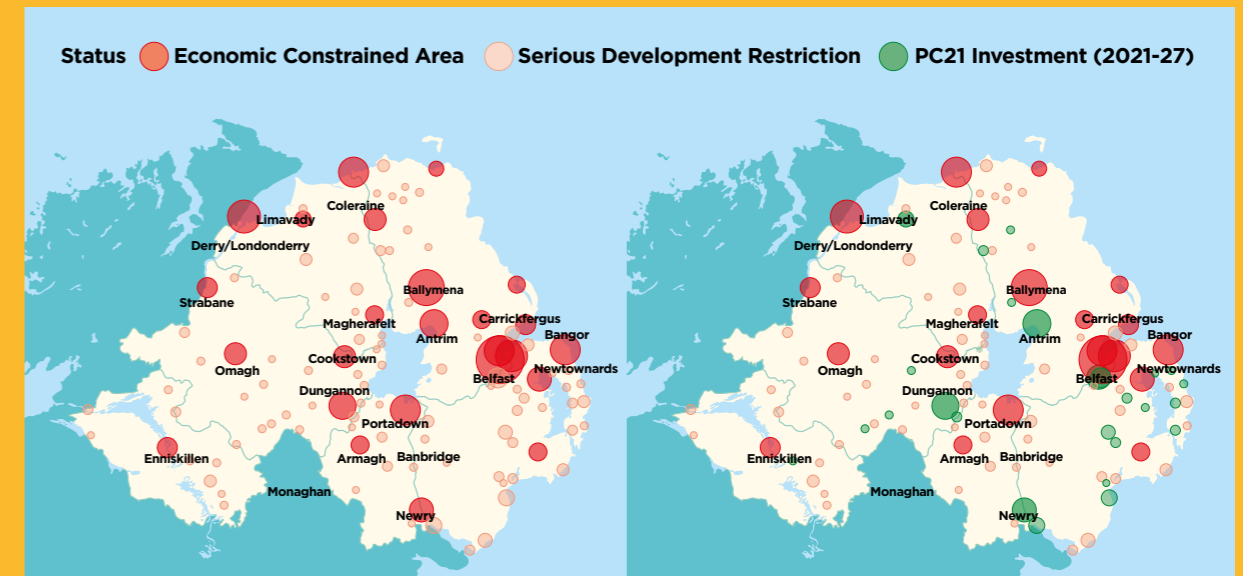 Status Economic Constrained Area Serious Development Restriction PC21 Investment (2021-27)
Coleraine
Limavady
Derry/Londonderry
Strabane
Ballymena
Magherafelt
Carrickfergus
Antrim
Bangor
Cookstown
Omagh
Newtownards
Belfast
Dungannon
Portadown
Enniskillen
Armagh
Banbridge
Monaghan
Newry
Coleraine
Limavady
Derry/Londonderry
Strabane
Ballymena
Magherafelt
Carrickfergus
Antrim
Bangor
Cookstown
Omagh
Newtownards
Belfast
Dungannon
Portadown
Enniskillen
Armagh
Banbridge
Monaghan
Newry